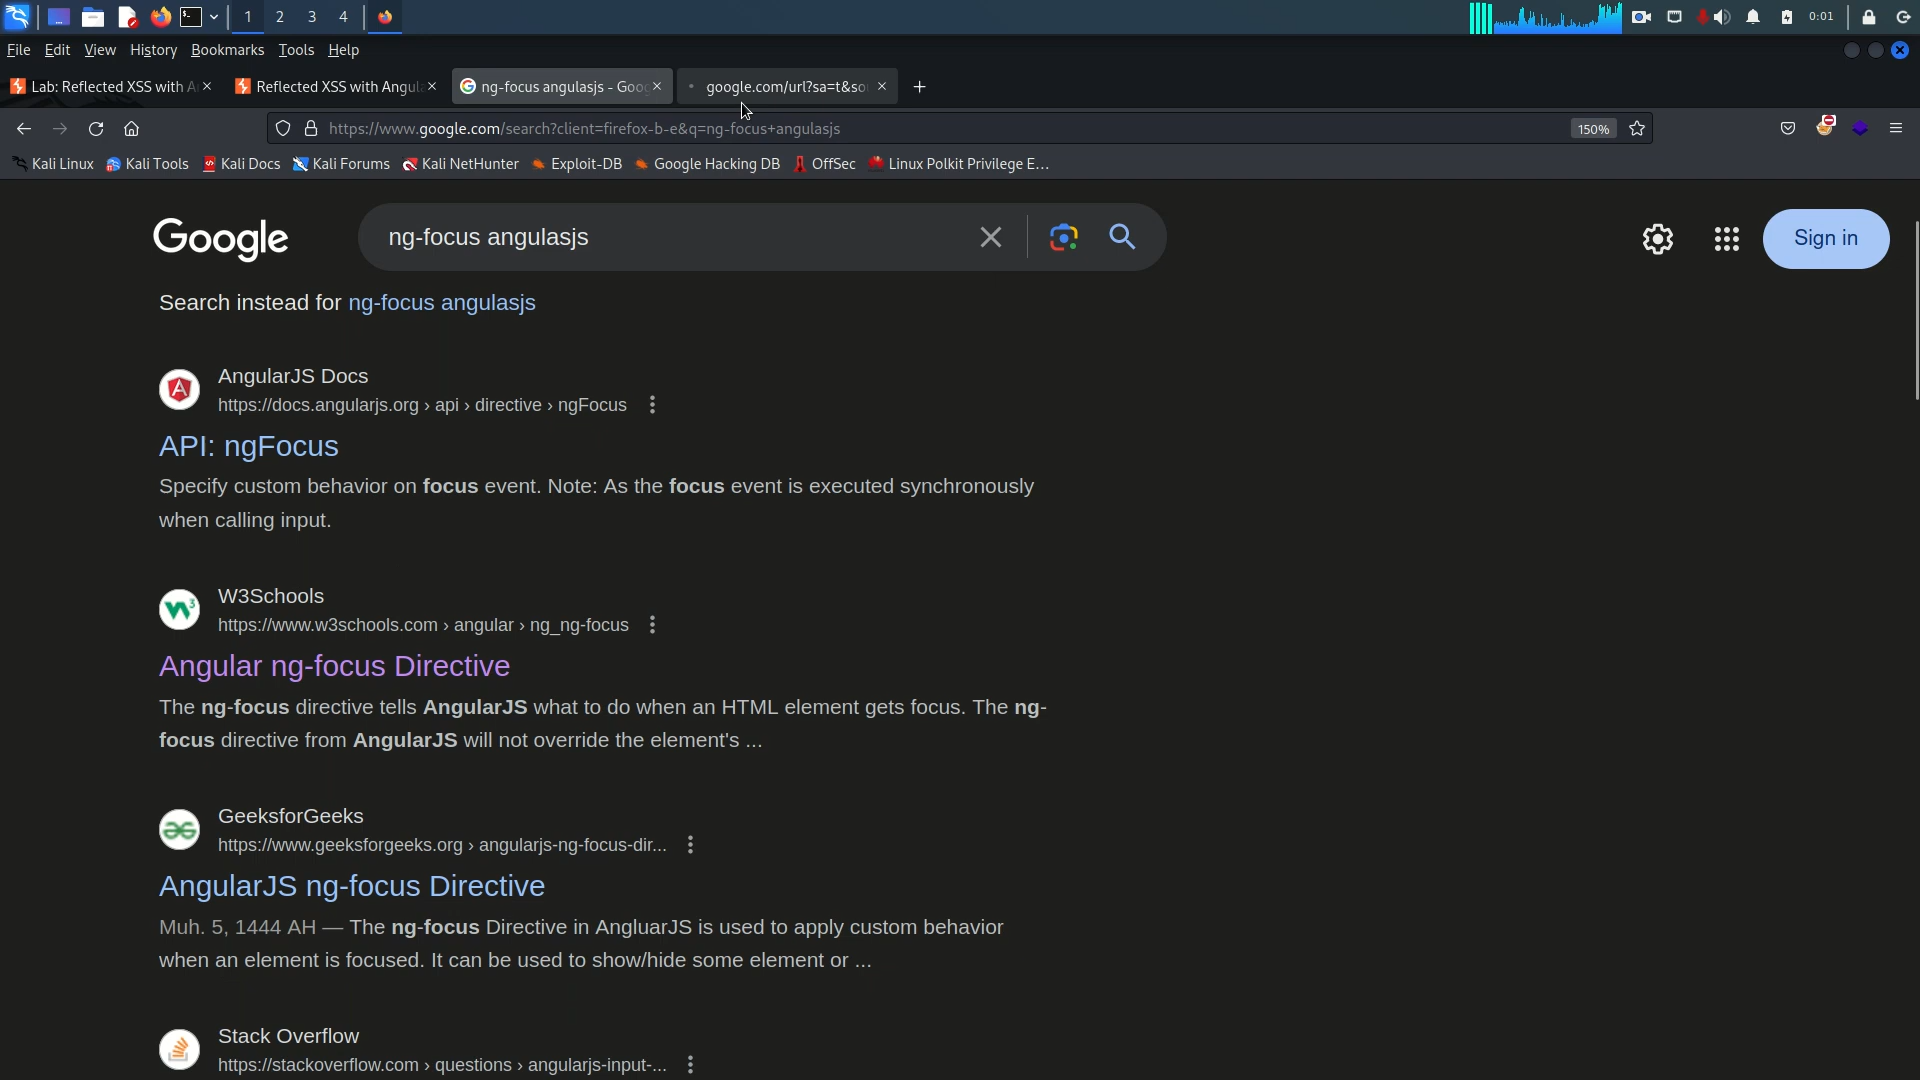 1 2 3 4
0:01
File Edit View History Bookmarks Tools Help
Lab: Reflected XSS with A
Reflected XSS with Angul
ng-focus angulasjs - Goo
google.com/url?sa=t&so
https://www.google.com/search?client=firefox-b-e&q=ng-focus+angulasjs
150%
Kali Linux Kali Tools Kali Docs Kali Forums Kali NetHunter Exploit-DB Google Hacking DB OffSec Linux Polkit Privilege E…
Google
ng-focus angulasjs
Sign in
Search instead for ng-focus angulasjs
AngularJS Docs
https://docs.angularjs.org › api › directive › ngFocus
API: ngFocus
Specify custom behavior on focus event. Note: As the focus event is executed synchronously
when calling input.
W3Schools
https://www.w3schools.com › angular › ng_ng-focus
Angular ng-focus Directive
The ng-focus directive tells AngularJS what to do when an HTML element gets focus. The ng-
focus directive from AngularJS will not override the element's ...
GeeksforGeeks
https://www.geeksforgeeks.org › angularjs-ng-focus-dir...
AngularJS ng-focus Directive
Muh. 5, 1444 AH — The ng-focus Directive in AngluarJS is used to apply custom behavior
when an element is focused. It can be used to show/hide some element or ...
Stack Overflow
https://stackoverflow.com › questions › angularjs-input-...